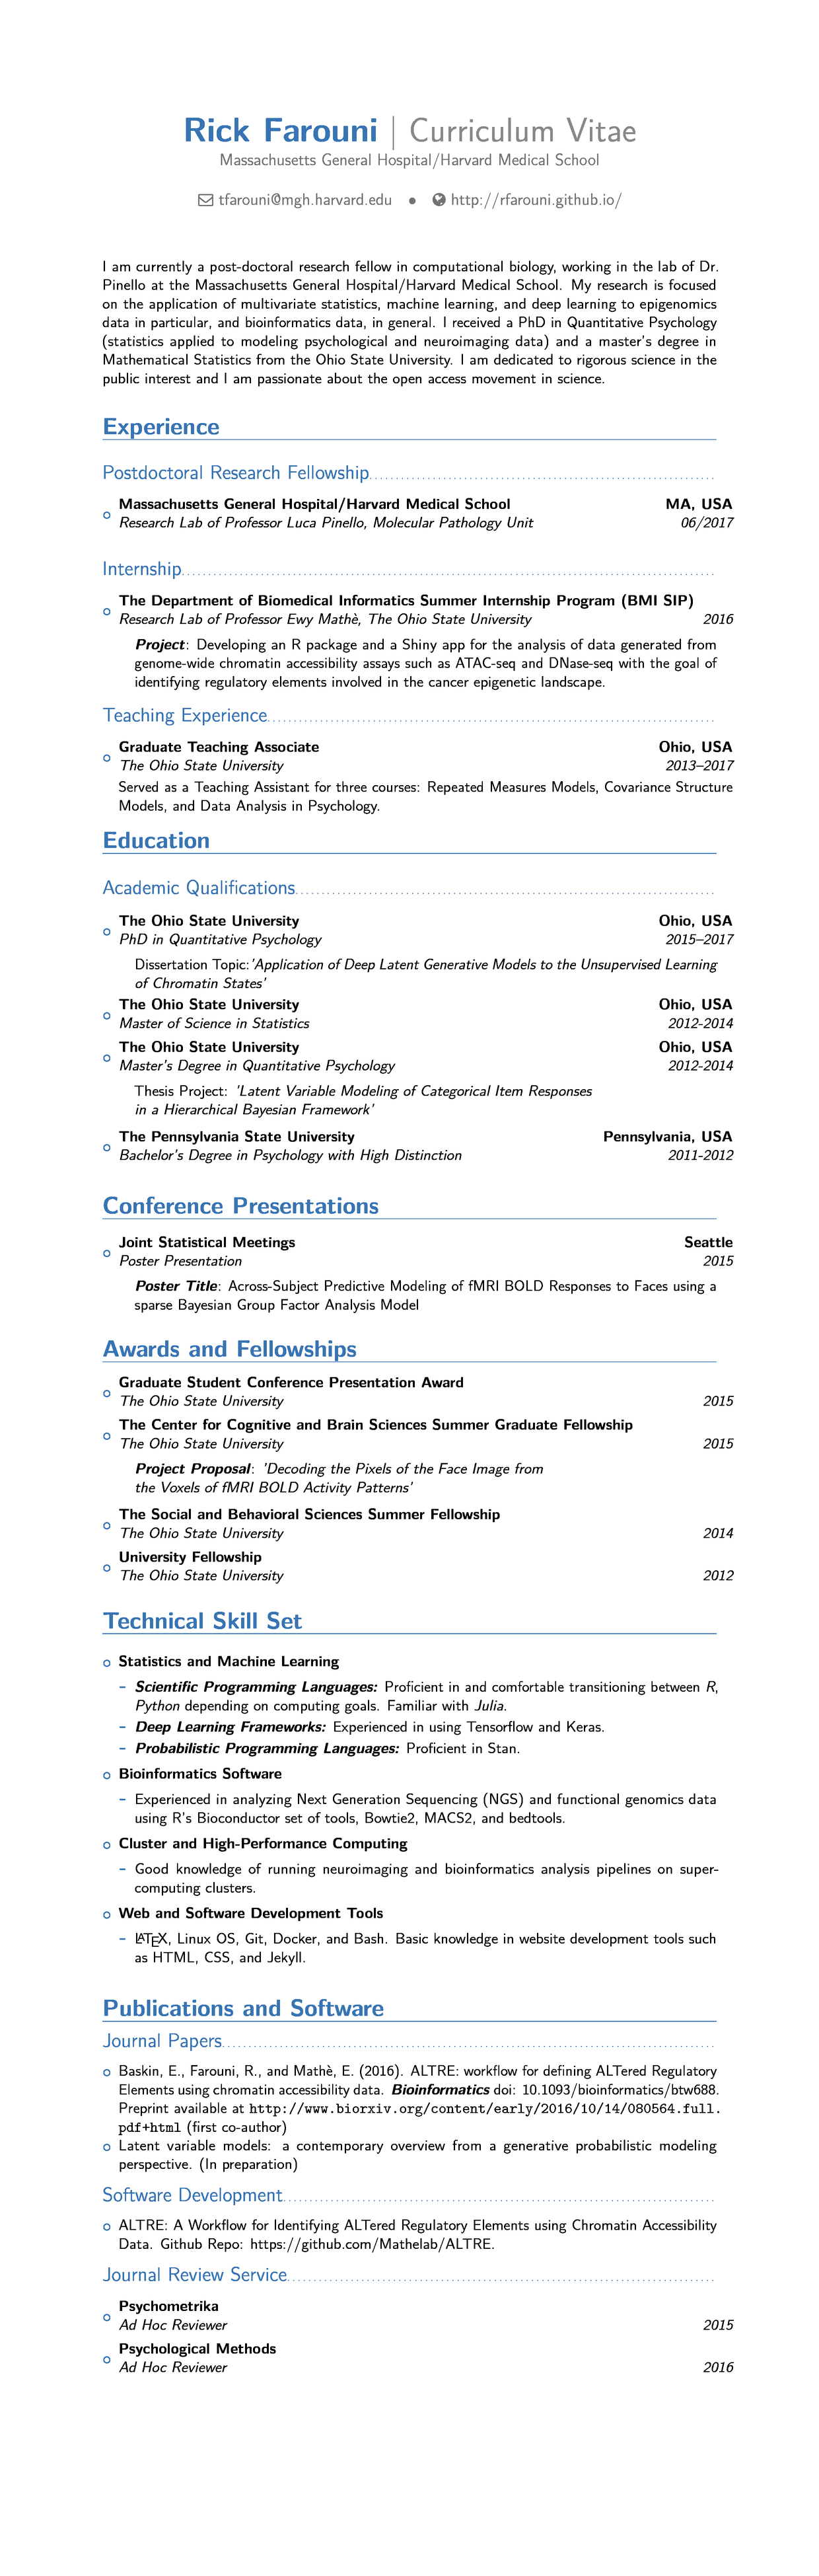 Rick Farouni | Curriculum Vitae
Massachusetts General Hospital/Harvard Medical School
tfarouni@mgh.harvard.edu • http://rfarouni.github.io/
I am currently a post-doctoral research fellow in computational biology, working in the lab of Dr.
Pinello at the Massachusetts General Hospital/Harvard Medical School. My research is focused
on the application of multivariate statistics, machine learning, and deep learning to epigenomics
data in particular, and bioinformatics data, in general. I received a PhD in Quantitative Psychology
(statistics applied to modeling psychological and neuroimaging data) and a master's degree in
Mathematical Statistics from the Ohio State University. I am dedicated to rigorous science in the
public interest and I am passionate about the open access movement in science.
Experience
Postdoctoral Research Fellowship
Massachusetts General Hospital/Harvard Medical School MA, USA
Research Lab of Professor Luca Pinello, Molecular Pathology Unit 06/2017
Internship
The Department of Biomedical Informatics Summer Internship Program (BMI SIP)
Research Lab of Professor Ewy Mathè, The Ohio State University 2016
Project: Developing an R package and a Shiny app for the analysis of data generated from
genome-wide chromatin accessibility assays such as ATAC-seq and DNase-seq with the goal of
identifying regulatory elements involved in the cancer epigenetic landscape.
Teaching Experience
Graduate Teaching Associate Ohio, USA
The Ohio State University 2013–2017
Served as a Teaching Assistant for three courses: Repeated Measures Models, Covariance Structure
Models, and Data Analysis in Psychology.
Education
Academic Qualifications
The Ohio State University Ohio, USA
PhD in Quantitative Psychology 2015–2017
Dissertation Topic:'Application of Deep Latent Generative Models to the Unsupervised Learning
of Chromatin States'
The Ohio State University Ohio, USA
Master of Science in Statistics 2012-2014
The Ohio State University Ohio, USA
Master's Degree in Quantitative Psychology 2012-2014
Thesis Project: 'Latent Variable Modeling of Categorical Item Responses
in a Hierarchical Bayesian Framework'
The Pennsylvania State University Pennsylvania, USA
Bachelor's Degree in Psychology with High Distinction 2011-2012
Conference Presentations
Joint Statistical Meetings Seattle
Poster Presentation 2015
Poster Title: Across-Subject Predictive Modeling of fMRI BOLD Responses to Faces using a
sparse Bayesian Group Factor Analysis Model
Awards and Fellowships
Graduate Student Conference Presentation Award
The Ohio State University 2015
The Center for Cognitive and Brain Sciences Summer Graduate Fellowship
The Ohio State University 2015
Project Proposal: 'Decoding the Pixels of the Face Image from
the Voxels of fMRI BOLD Activity Patterns'
The Social and Behavioral Sciences Summer Fellowship
The Ohio State University 2014
University Fellowship
The Ohio State University 2012
Technical Skill Set
Statistics and Machine Learning
– Scientific Programming Languages: Proficient in and comfortable transitioning between R,
Python depending on computing goals. Familiar with Julia.
– Deep Learning Frameworks: Experienced in using Tensorflow and Keras.
– Probabilistic Programming Languages: Proficient in Stan.
Bioinformatics Software
– Experienced in analyzing Next Generation Sequencing (NGS) and functional genomics data
using R's Bioconductor set of tools, Bowtie2, MACS2, and bedtools.
Cluster and High-Performance Computing
– Good knowledge of running neuroimaging and bioinformatics analysis pipelines on super-
computing clusters.
Web and Software Development Tools
– LATEX, Linux OS, Git, Docker, and Bash. Basic knowledge in website development tools such
as HTML, CSS, and Jekyll.
Publications and Software
Journal Papers
Baskin, E., Farouni, R., and Mathè, E. (2016). ALTRE: workflow for defining ALTered Regulatory
Elements using chromatin accessibility data. Bioinformatics doi: 10.1093/bioinformatics/btw688.
Preprint available at http://www.biorxiv.org/content/early/2016/10/14/080564.full.
pdf+html (first co-author)
Latent variable models: a contemporary overview from a generative probabilistic modeling
perspective. (In preparation)
Software Development
ALTRE: A Workflow for Identifying ALTered Regulatory Elements using Chromatin Accessibility
Data. Github Repo: https://github.com/Mathelab/ALTRE.
Journal Review Service
Psychometrika
Ad Hoc Reviewer 2015
Psychological Methods
Ad Hoc Reviewer 2016